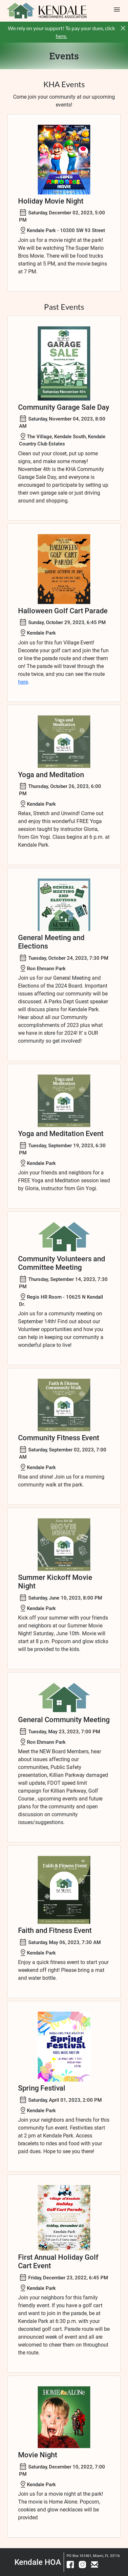 KENDALE
HOMEOWNERS ASSOCIATION
We rely on your support! To pay your dues, click
here.
Events
KHA Events
Come join your community at our upcoming
events!
Holiday Movie Night
Saturday, December 02, 2023, 5:00
PM
Kendale Park - 10300 SW 93 Street
Join us for a movie night at the park!
We will be watching The Super Mario
Bros Movie. There will be food trucks
starting at 5 PM, and the movie begins
at 7 PM.
Past Events
GARAGE
SALE
Community Garage Sale Day
Saturday, November 04, 2023, 8:00
AM
The Village, Kendale South, Kendale
Country Club Estates
Clean out your closet, put up some
signs, and make some money!
November 4th is the KHA Community
Garage Sale Day, and everyone is
encouraged to participate by setting up
their own garage sale or just driving
around and shopping.
HALLOWEEN
GOLF CART
PARADE
Halloween Golf Cart Parade
Sunday, October 29, 2023, 6:45 PM
Kendale Park
Join us for this fun Village Event!
Decorate your golf cart and join the fun
or line the parade route and cheer them
on! The parade will travel through the
route twice, and you can see the route
here.
Yoga and
Meditation
Yoga and Meditation
Thursday, October 26, 2023, 6:00
PM
Kendale Park
Relax, Stretch and Unwind! Come out
and enjoy this wonderful FREE Yoga
session taught by instructor Gloria,
from Gin Yogi. Class begins at 6 p.m. at
Kendale Park.
GENERAL
MEETING
AND
ELECTIONS
General Meeting and
Elections
Tuesday, October 24, 2023, 7:30 PM
Ron Ehmann Park
Join us for our General Meeting and
Elections of the 2024 Board. Important
issues affecting our community will be
discussed. A Parks Dept Guest speaker
will discuss plans for Kendale Park.
Hear about all our Community
accomplishments of 2023 plus what
we have in store for 2024! It' s OUR
community so get involved!
Yoga and
Meditation
Yoga and Meditation Event
Tuesday, September 19, 2023, 6:30
PM
Kendale Park
Join your friends and neighbors for a
FREE Yoga and Meditation session lead
by Gloria, instructor from Gin Yogi.
Community Volunteers and
Committee Meeting
Thursday, September 14, 2023, 7:30
PM
Regis HR Room - 10625 N Kendall
Dr.
Join us for a community meeting on
September 14th! Find out about our
Volunteer opportunities and how you
can help in keeping our community a
wonderful place to live!
Faith & Fitness
Community Walk
Community Fitness Event
Saturday, September 02, 2023, 7:00
AM
Kendale Park
Rise and shine! Join us for a morning
community walk at the park.
MOVIE
NIGHT
Summer Kickoff Movie
Night
Saturday, June 10, 2023, 8:00 PM
Kendale Park
Kick off your summer with your friends
and neighbors at our Summer Movie
Night! Saturday, June 10th. Movie will
start at 8 p.m. Popcorn and glow sticks
will be provided to the kids.
General Community Meeting
Tuesday, May 23, 2023, 7:00 PM
Ron Ehmann Park
Meet the NEW Board Members, hear
about issues affecting our
communities, Public Safety
presentation, Killian Parkway damaged
wall update, FDOT speed limit
campaign for Killian Parkway, Golf
Course , upcoming events and future
plans for the community and open
discussion on community
issues/suggestions.
Faith & Fitness Event
Faith and Fitness Event
Saturday, May 06, 2023, 7:30 AM
Kendale Park
Enjoy a quick fitness event to start your
weekend off right! Please bring a mat
and water bottle.
Spring
Festival
Spring Festival
Saturday, April 01, 2023, 2:00 PM
Kendale Park
Join your neighbors and friends for this
community fun event. Festivities start
at 2 pm at Kendale Park. Access
bracelets to rides and food with your
paid dues. Hope to see you there!
Village of Kendale
Holiday
Golf Cart Parade
First Annual Holiday Golf
Cart Event
Friday, December 23, 2022, 6:45 PM
Kendale Park
Join your neighbors for this family
friendly event. If you have a golf cart
and want to join in the parade, be at
Kendale Park at 6:30 p.m. with your
decorated golf cart. Parade route will be
announced week of event and all are
welcome to cheer them on throughout
the route.
HOME ALONE
Movie Night
Saturday, December 10, 2022, 7:00
PM
Kendale Park
Join us for a movie night at the park!
The movie is Home Alone. Popcorn,
cookies and glow necklaces will be
provided
Kendale HOA
PO Box 161461, Miami, FL 33116